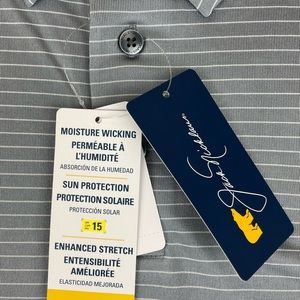 MOISTURE WICKING
PERMÉABLE À
L'HUMIDITÉ
ABSORCIÓN DE LA HUMEDAD
SUN PROTECTION
PROTECTION SOLAIRE
PROTECCIÓN SOLAR
15
ENHANCED STRETCH
EXTENSIBILITÉ
AMÉLIORÉE
ELASTICIDAD MEJORADA
Jack Nicklaus